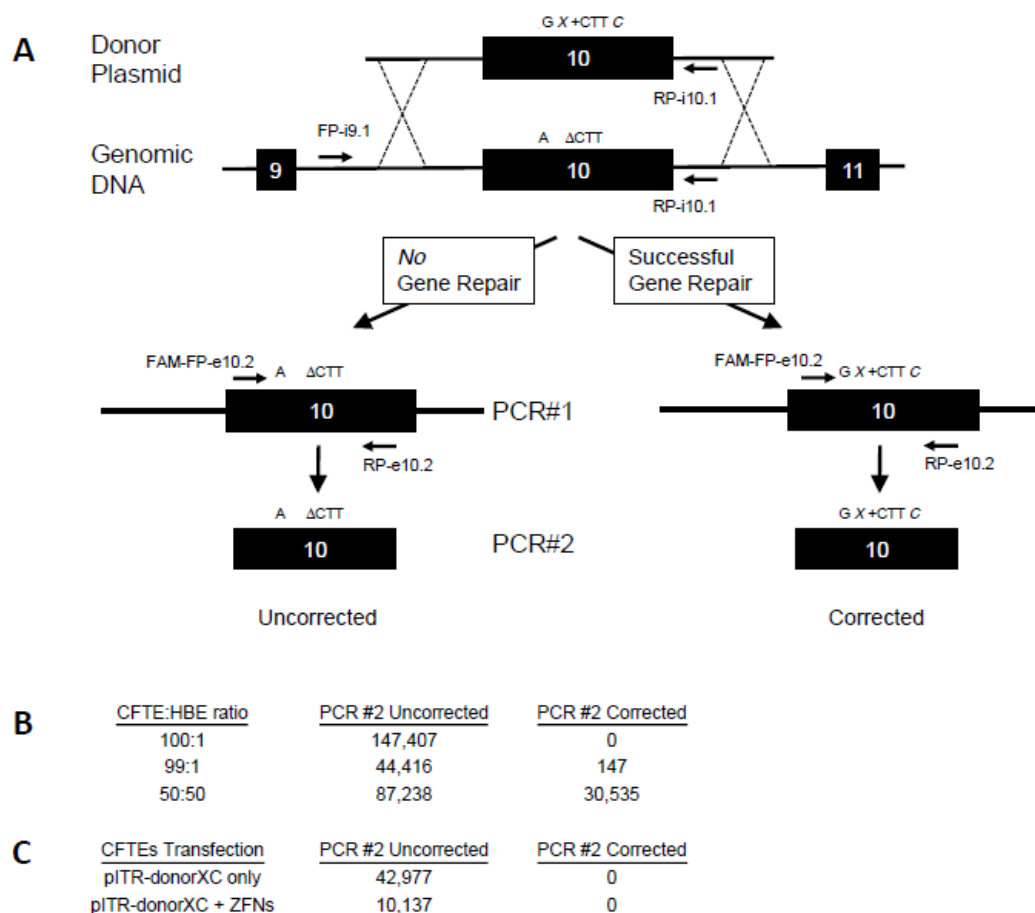 A
Donor
Plasmid
G X +CTT C
10
RP-i10.1
FP-i9.1
Genomic
DNA
9
A ΔCTT
10
11
RP-i10.1
No
Gene Repair
Successful
Gene Repair
FAM-FP-e10.2
A ΔCTT
10
RP-e10.2
PCR#1
FAM-FP-e10.2
G X +CTT C
10
RP-e10.2
A ΔCTT
10
PCR#2
G X +CTT C
10
Uncorrected
Corrected
B
CFTE:HBE ratio PCR #2 Uncorrected PCR #2 Corrected
100:1 147,407 0
99:1 44,416 147
50:50 87,238 30,535
C
CFTEs Transfection PCR #2 Uncorrected PCR #2 Corrected
pITR-donorXC only 42,977 0
pITR-donorXC + ZFNs 10,137 0